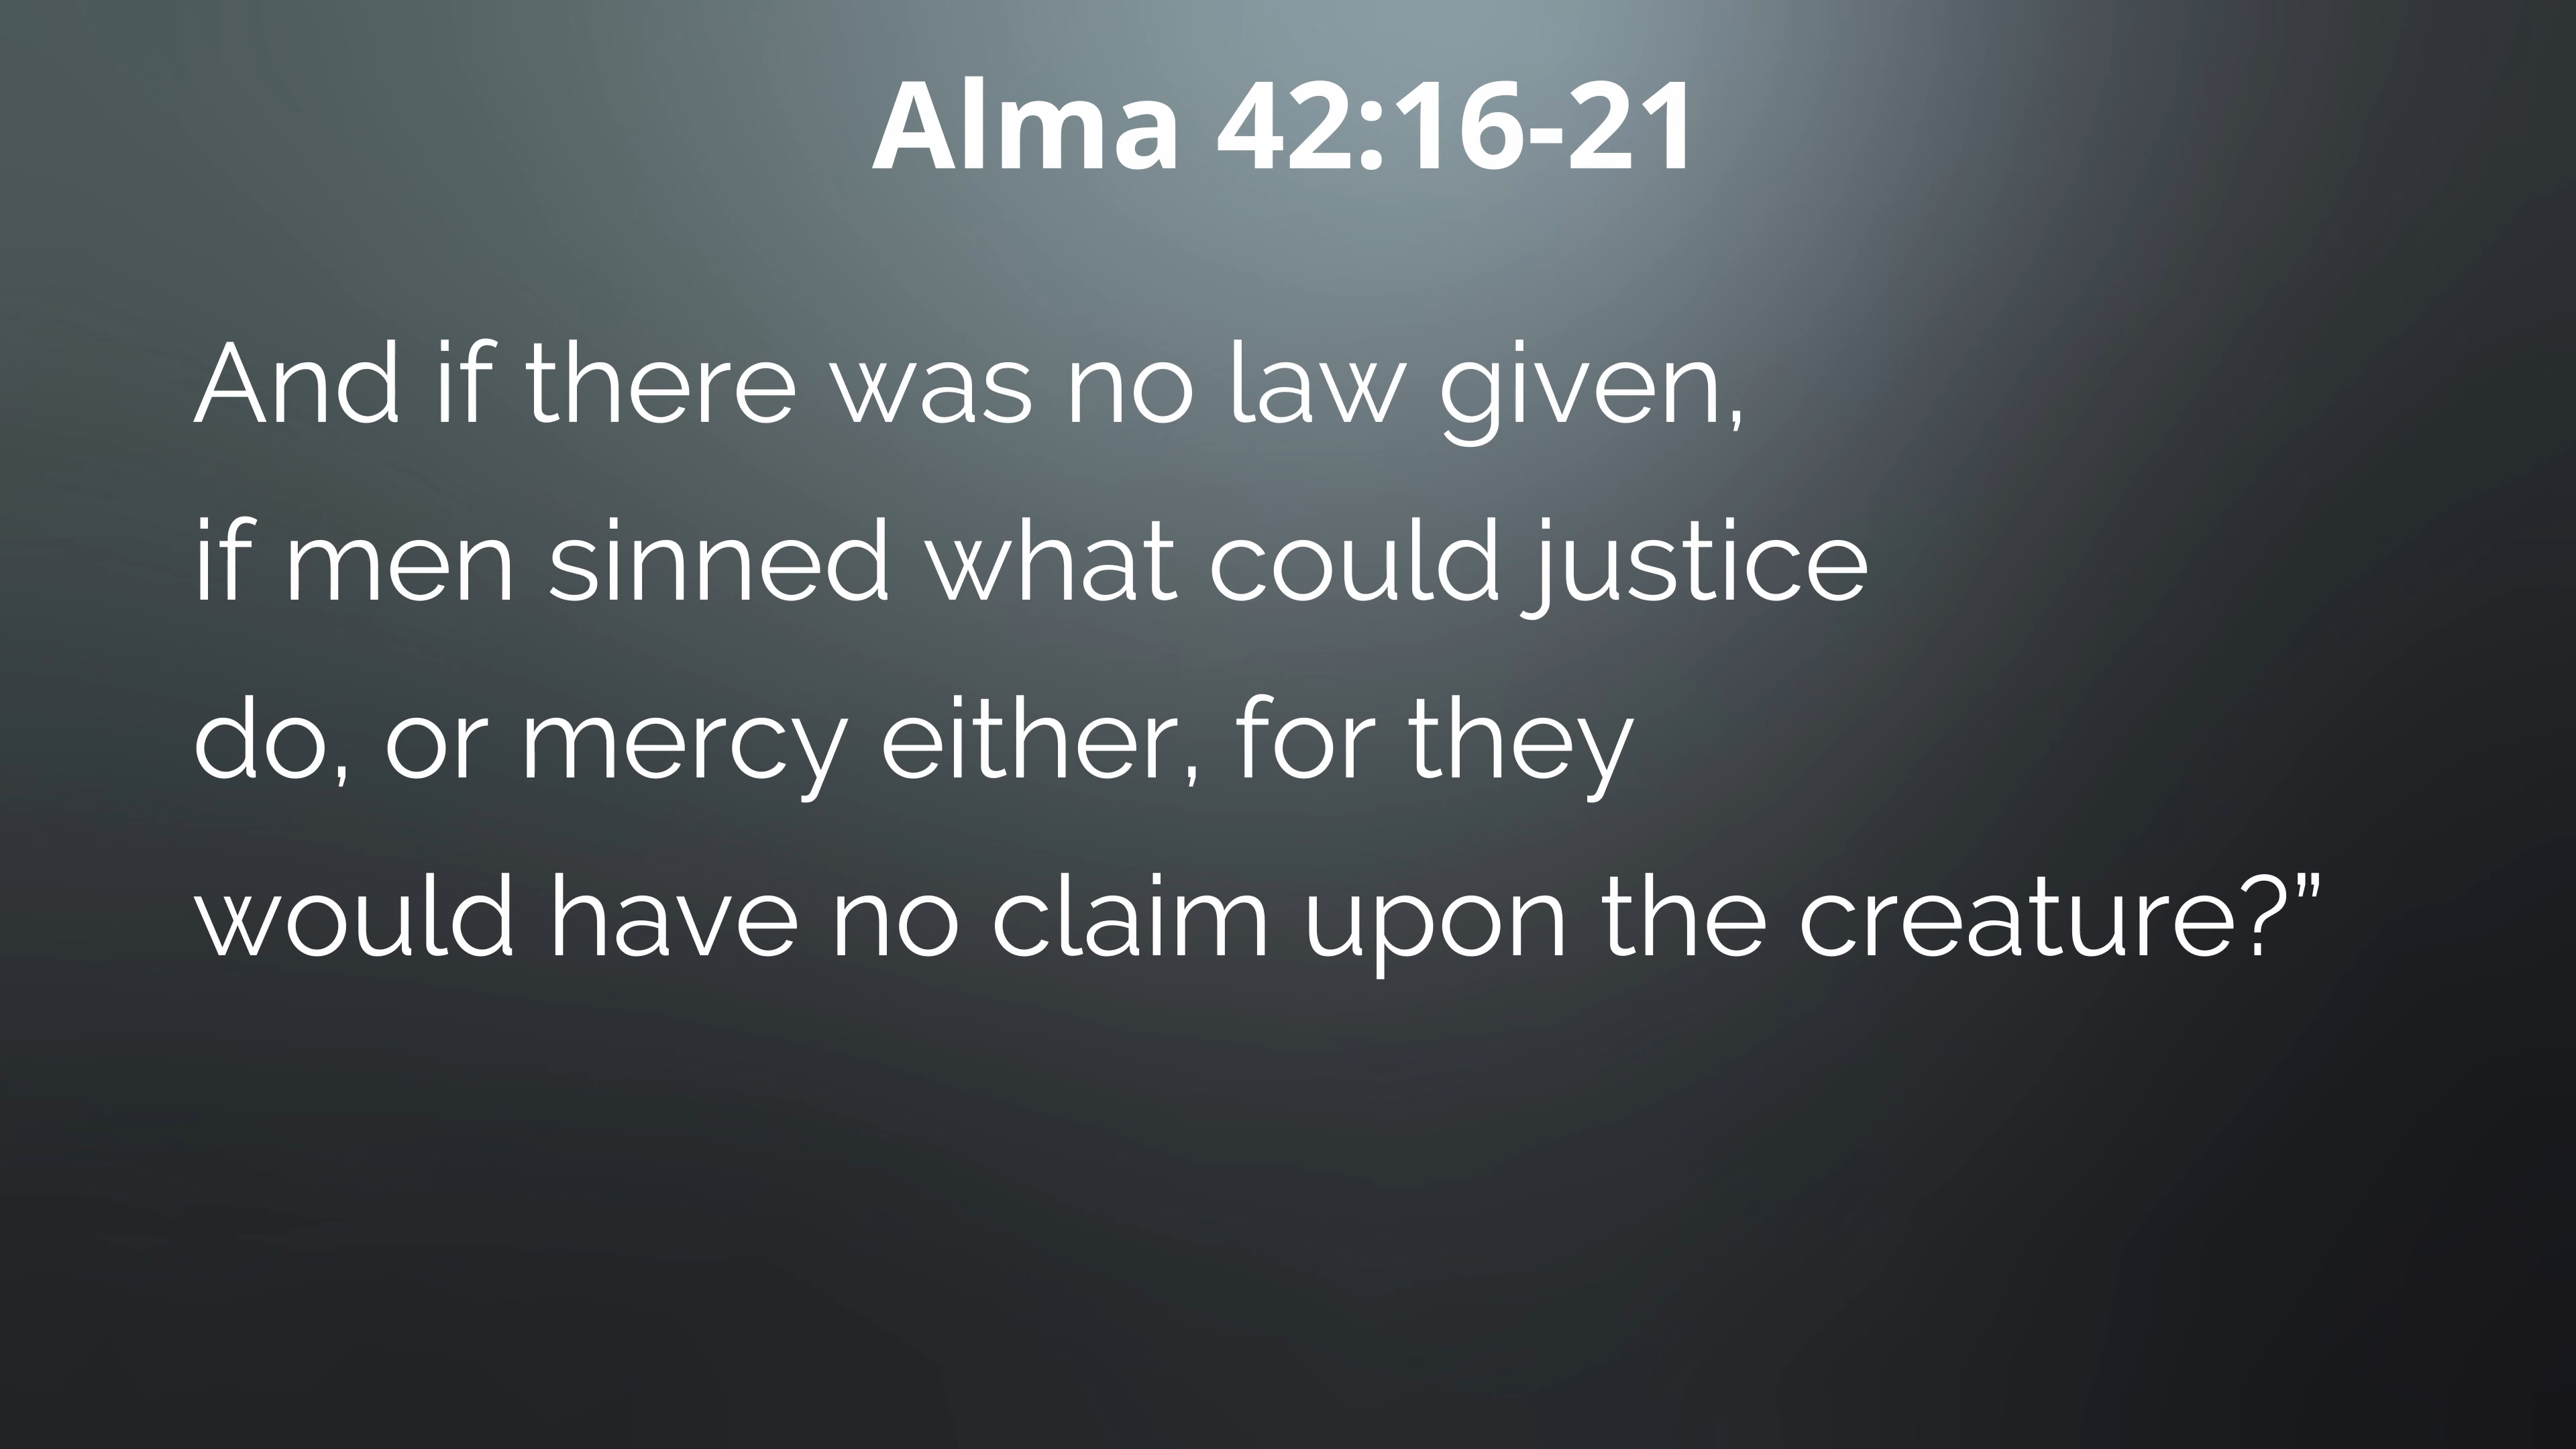 Alma 42:16-21
And if there was no law given,
if men sinned what could justice
do, or mercy either, for they
would have no claim upon the creature?”